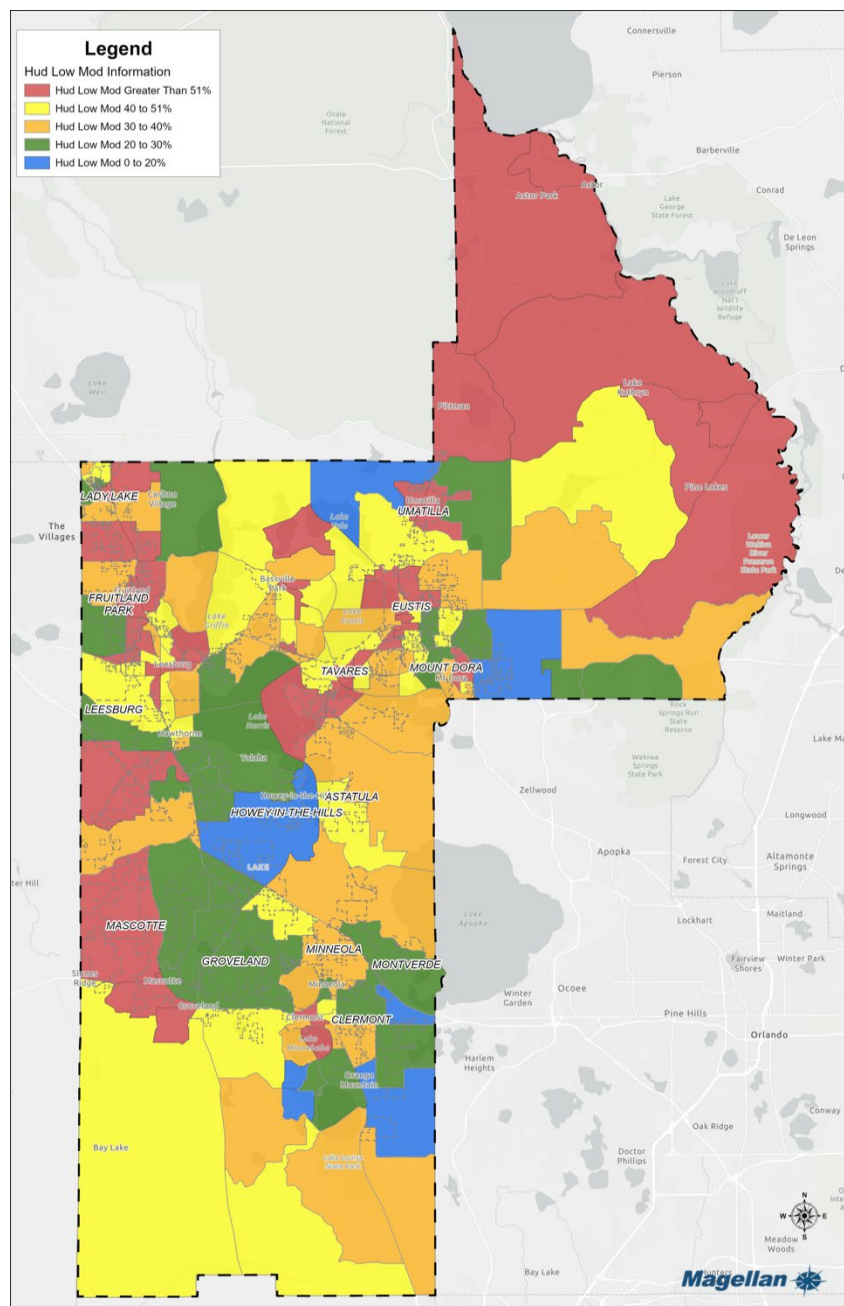 Legend
Hud Low Mod Information
Hud Low Mod Greater Than 51%
Hud Low Mod 40 to 51%
Hud Low Mod 30 to 40%
Hud Low Mod 20 to 30%
Hud Low Mod 0 to 20%
Connersville
Pierson
Ocala
National
Forest
Barberville
Astor
Astor Park
Conrad
Lake
George
State Forest
De Leon
Springs
Lake
Woodruff
Nat'l
Wildlife
Refuge
Lake
Weir
Lake
Kathryn
Pittman
Pine Lakes
LADY LAKE
Carlton
Village
Lake
Yale
Umatilla
UMATILLA
The
Villages
Lower
Wekiva
River
Preserve
State Park
Fruitland
FRUITLAND
PARK
Bassville
Park
Lake
Griffin
Lake
Eustis
EUSTIS
Leesburg
TAVARES
MOUNT DORA
Mt. Dora
LEESBURG
Lake
Harris
Hawthorne
Yalaha
Rock
Springs Run
State
Reserve
Wekiwa
Springs
State Park
Zellwood
Longwood
Howey-in-the-Hills
ASTATULA
HOWEY-IN-THE-HILLS
LAKE
Apopka
Forest City
Altamonte
Springs
Lake
Apopka
Lockhart
Maitland
MASCOTTE
MINNEOLA
GROVELAND
MONTVERDE
Fairview
Shores
Winter Park
Mascotte
Minneola
Winter
Garden
Ocoee
Groveland
Clermont
CLERMONT
Pine Hills
Lake
Minnehaha
Orlando
Harlem
Heights
Orange
Mountain
Conway
Oak Ridge
Bay Lake
Lake Louisa
State Park
Doctor
Phillips
N
W
E
S
Meadow
Woods
Bay Lake
Hunters
Magellan